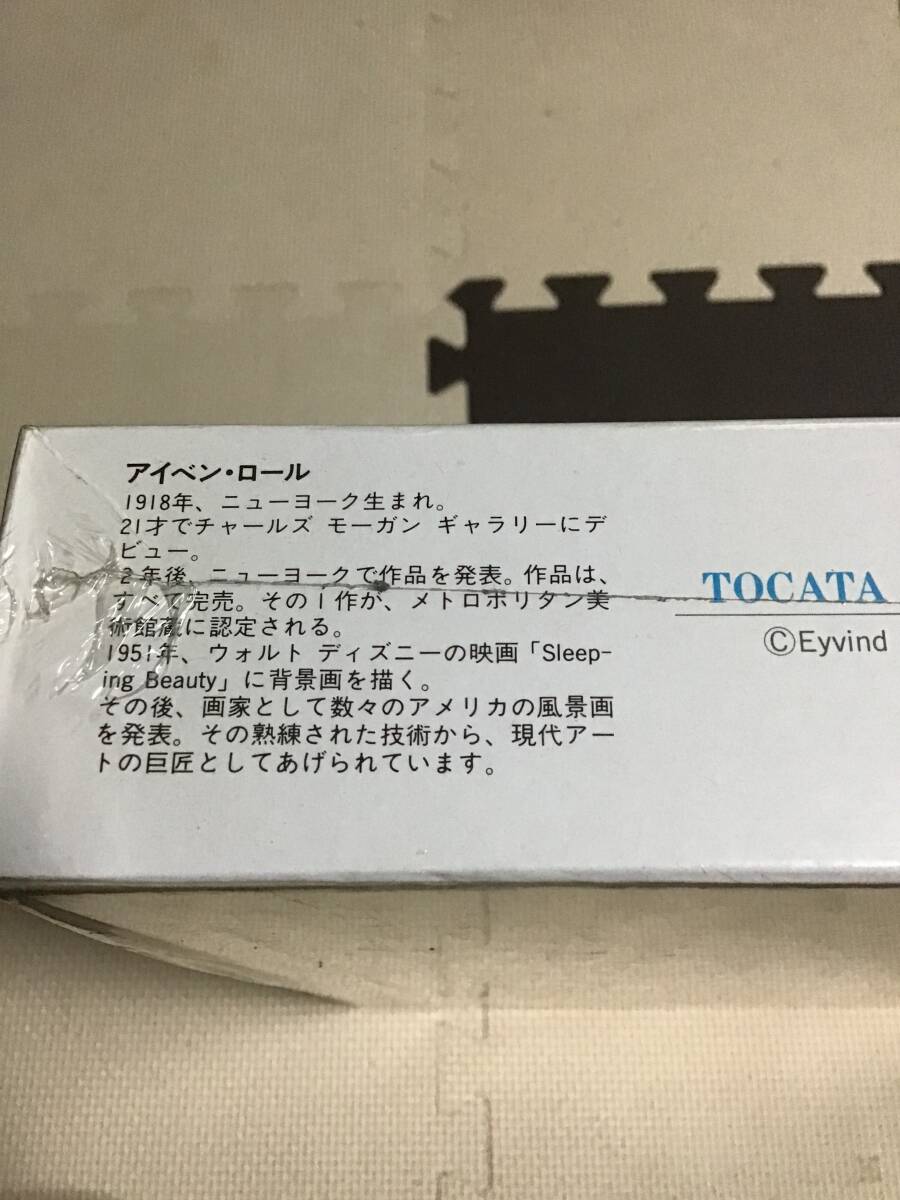 アイベン・ロール
1918年、ニューヨーク生まれ。
21才でチャールズ モーガン ギャラリーにデ
ビュー。
2年後、ニューヨークで作品を発表。作品は、
すべて完売。その1作が、メトロポリタン美
術館蔵に認定される。
1951年、ウォルト ディズニーの映画「Sleep-
ing Beauty」に背景画を描く。
その後、画家として数々のアメリカの風景画
を発表。その熟練された技術から、現代アー
トの巨匠としてあげられています。
TOCATA
©Eyvind